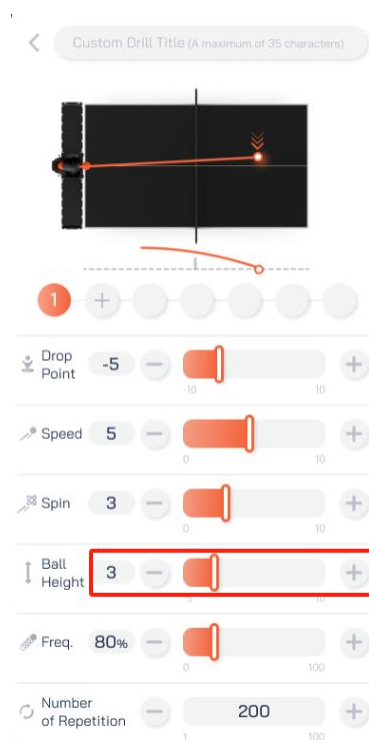 Custom Drill Title (A maximum of 35 characters)
1 +
Drop
Point
-5 − +
-10 10
Speed 5 − +
0 10
Spin 3 − +
0 10
Ball
Height
3 − +
10
Freq. 80% − +
0 100
Number
of Repetition
− 200 +
1 100